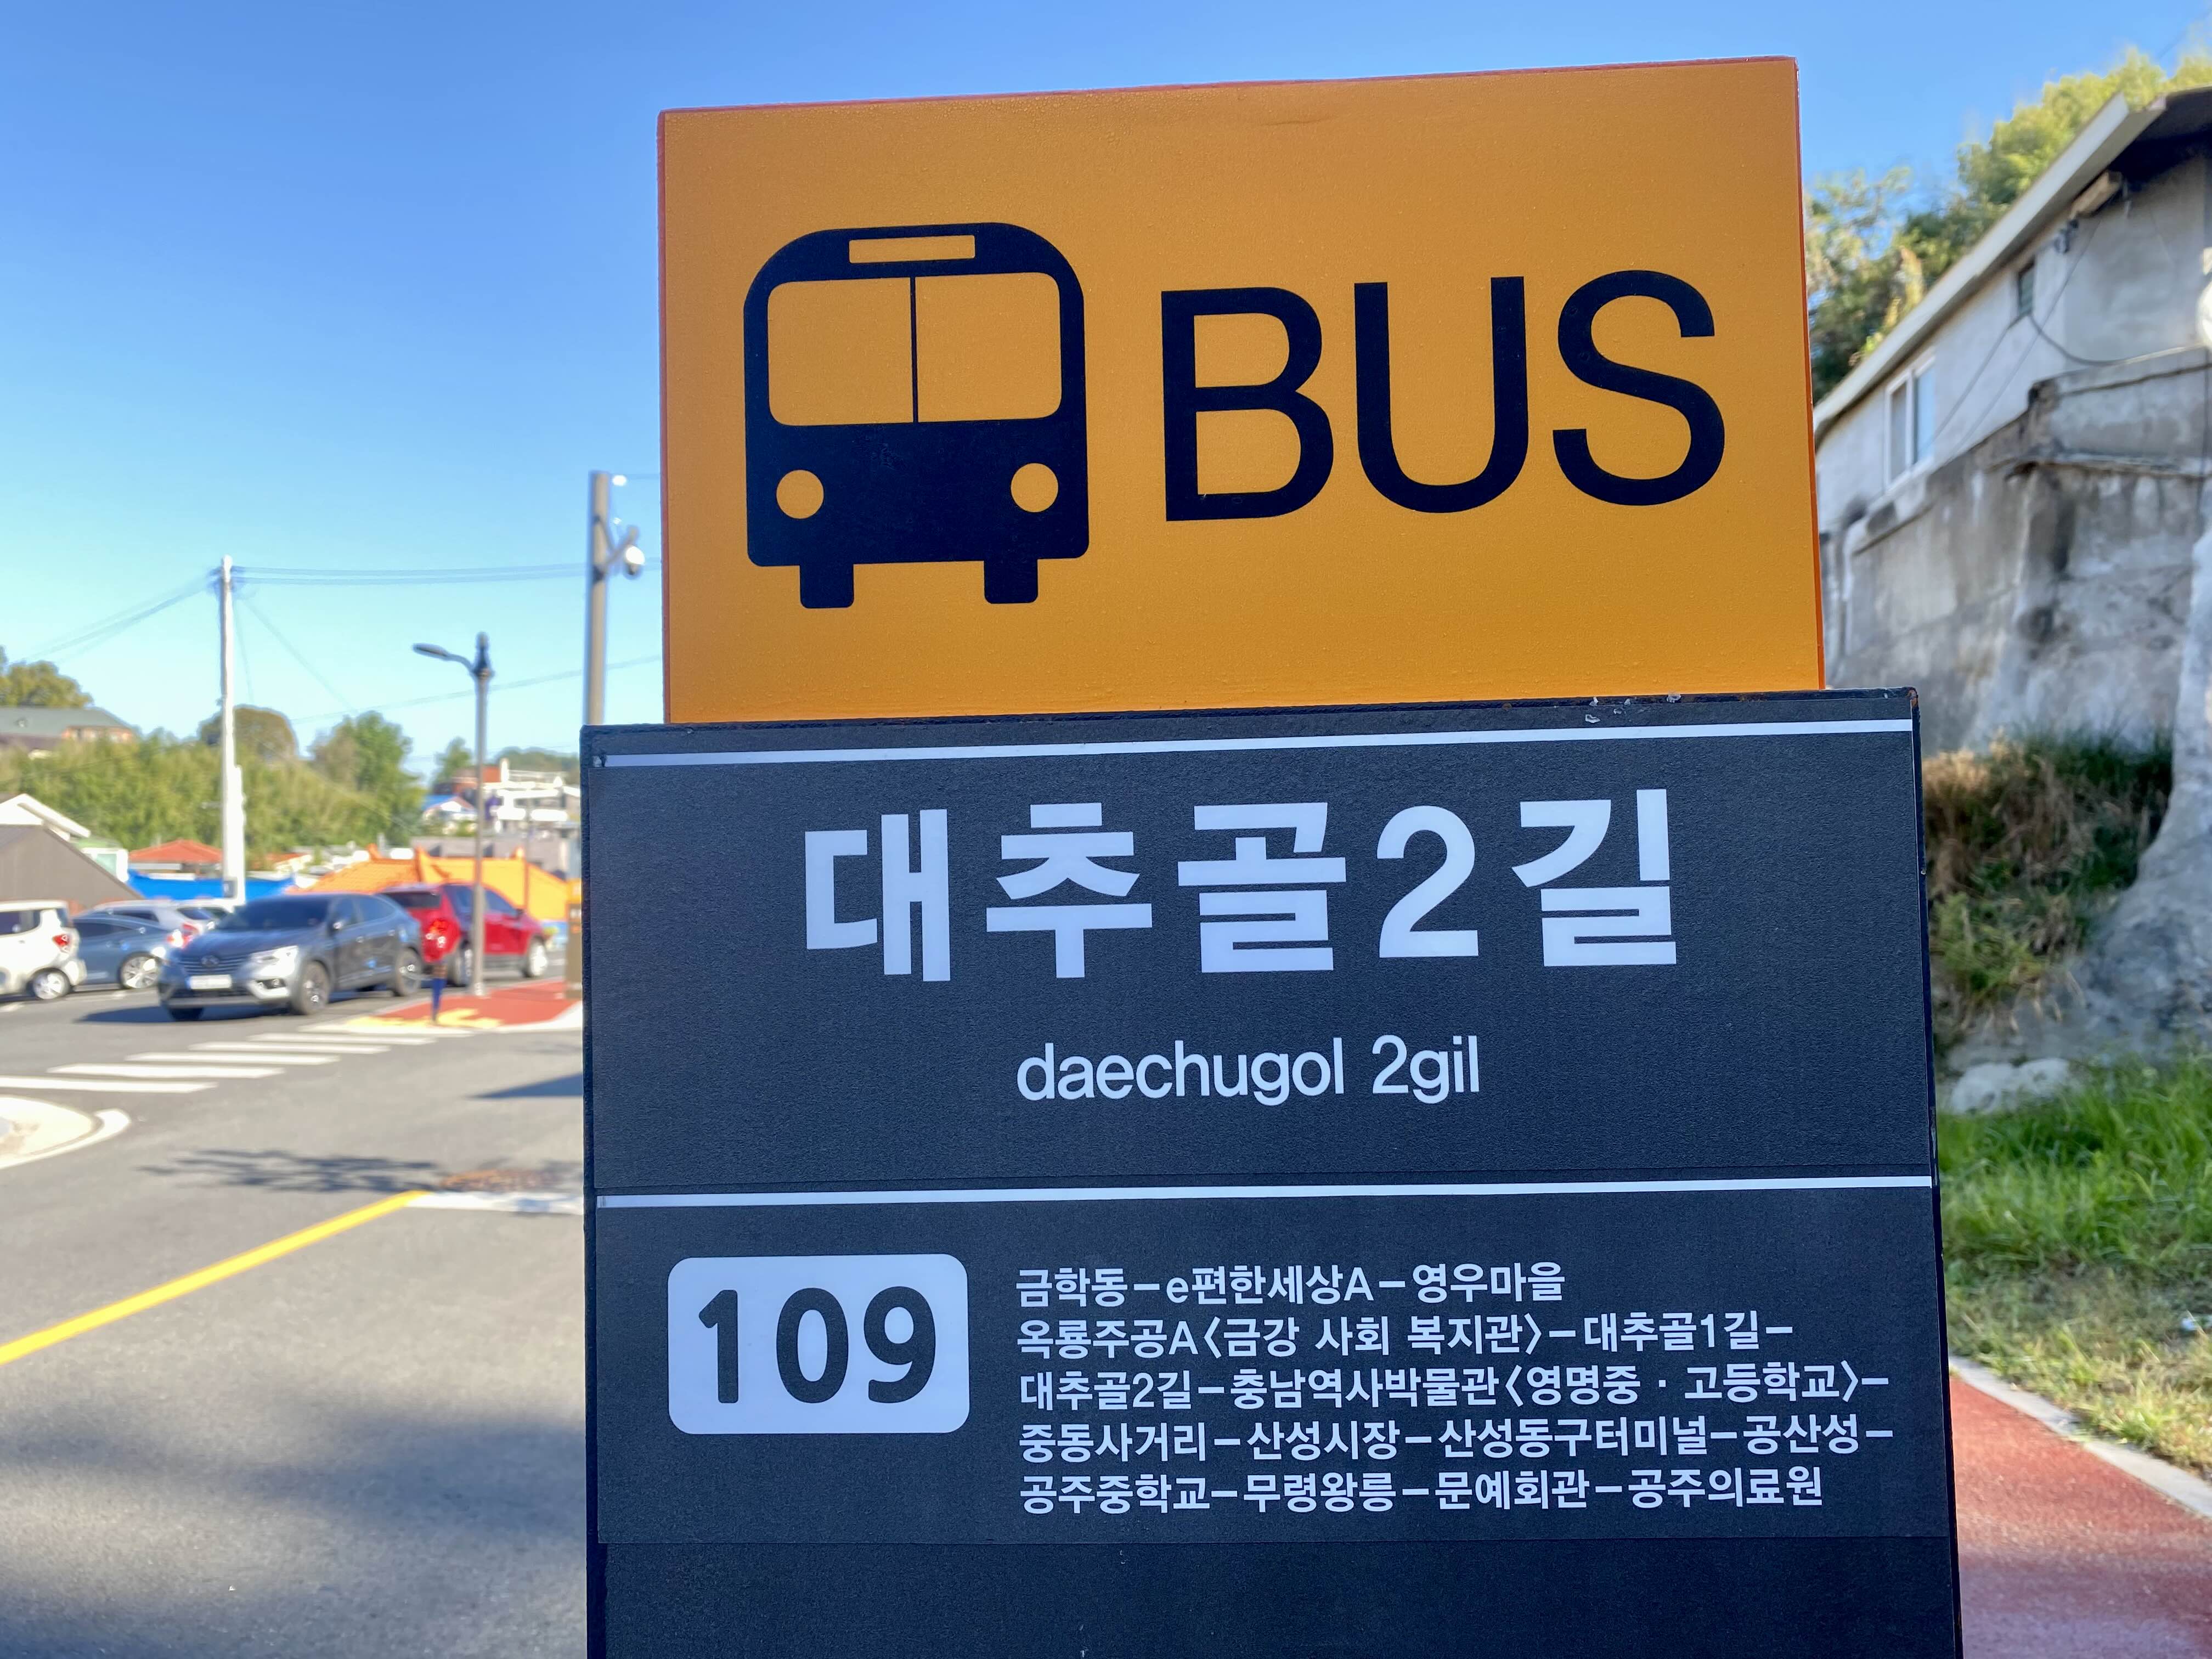 BUS
대추골2길
daechugol 2gil
109
금학동-e편한세상A-영우마을
옥룡주공A<금강 사회 복지관>-대추골1길-
대추골2길-충남역사박물관<영명중·고등학교>-
중동사거리-산성시장-산성동구터미널-공산성-
공주중학교-무령왕릉-문예회관-공주의료원